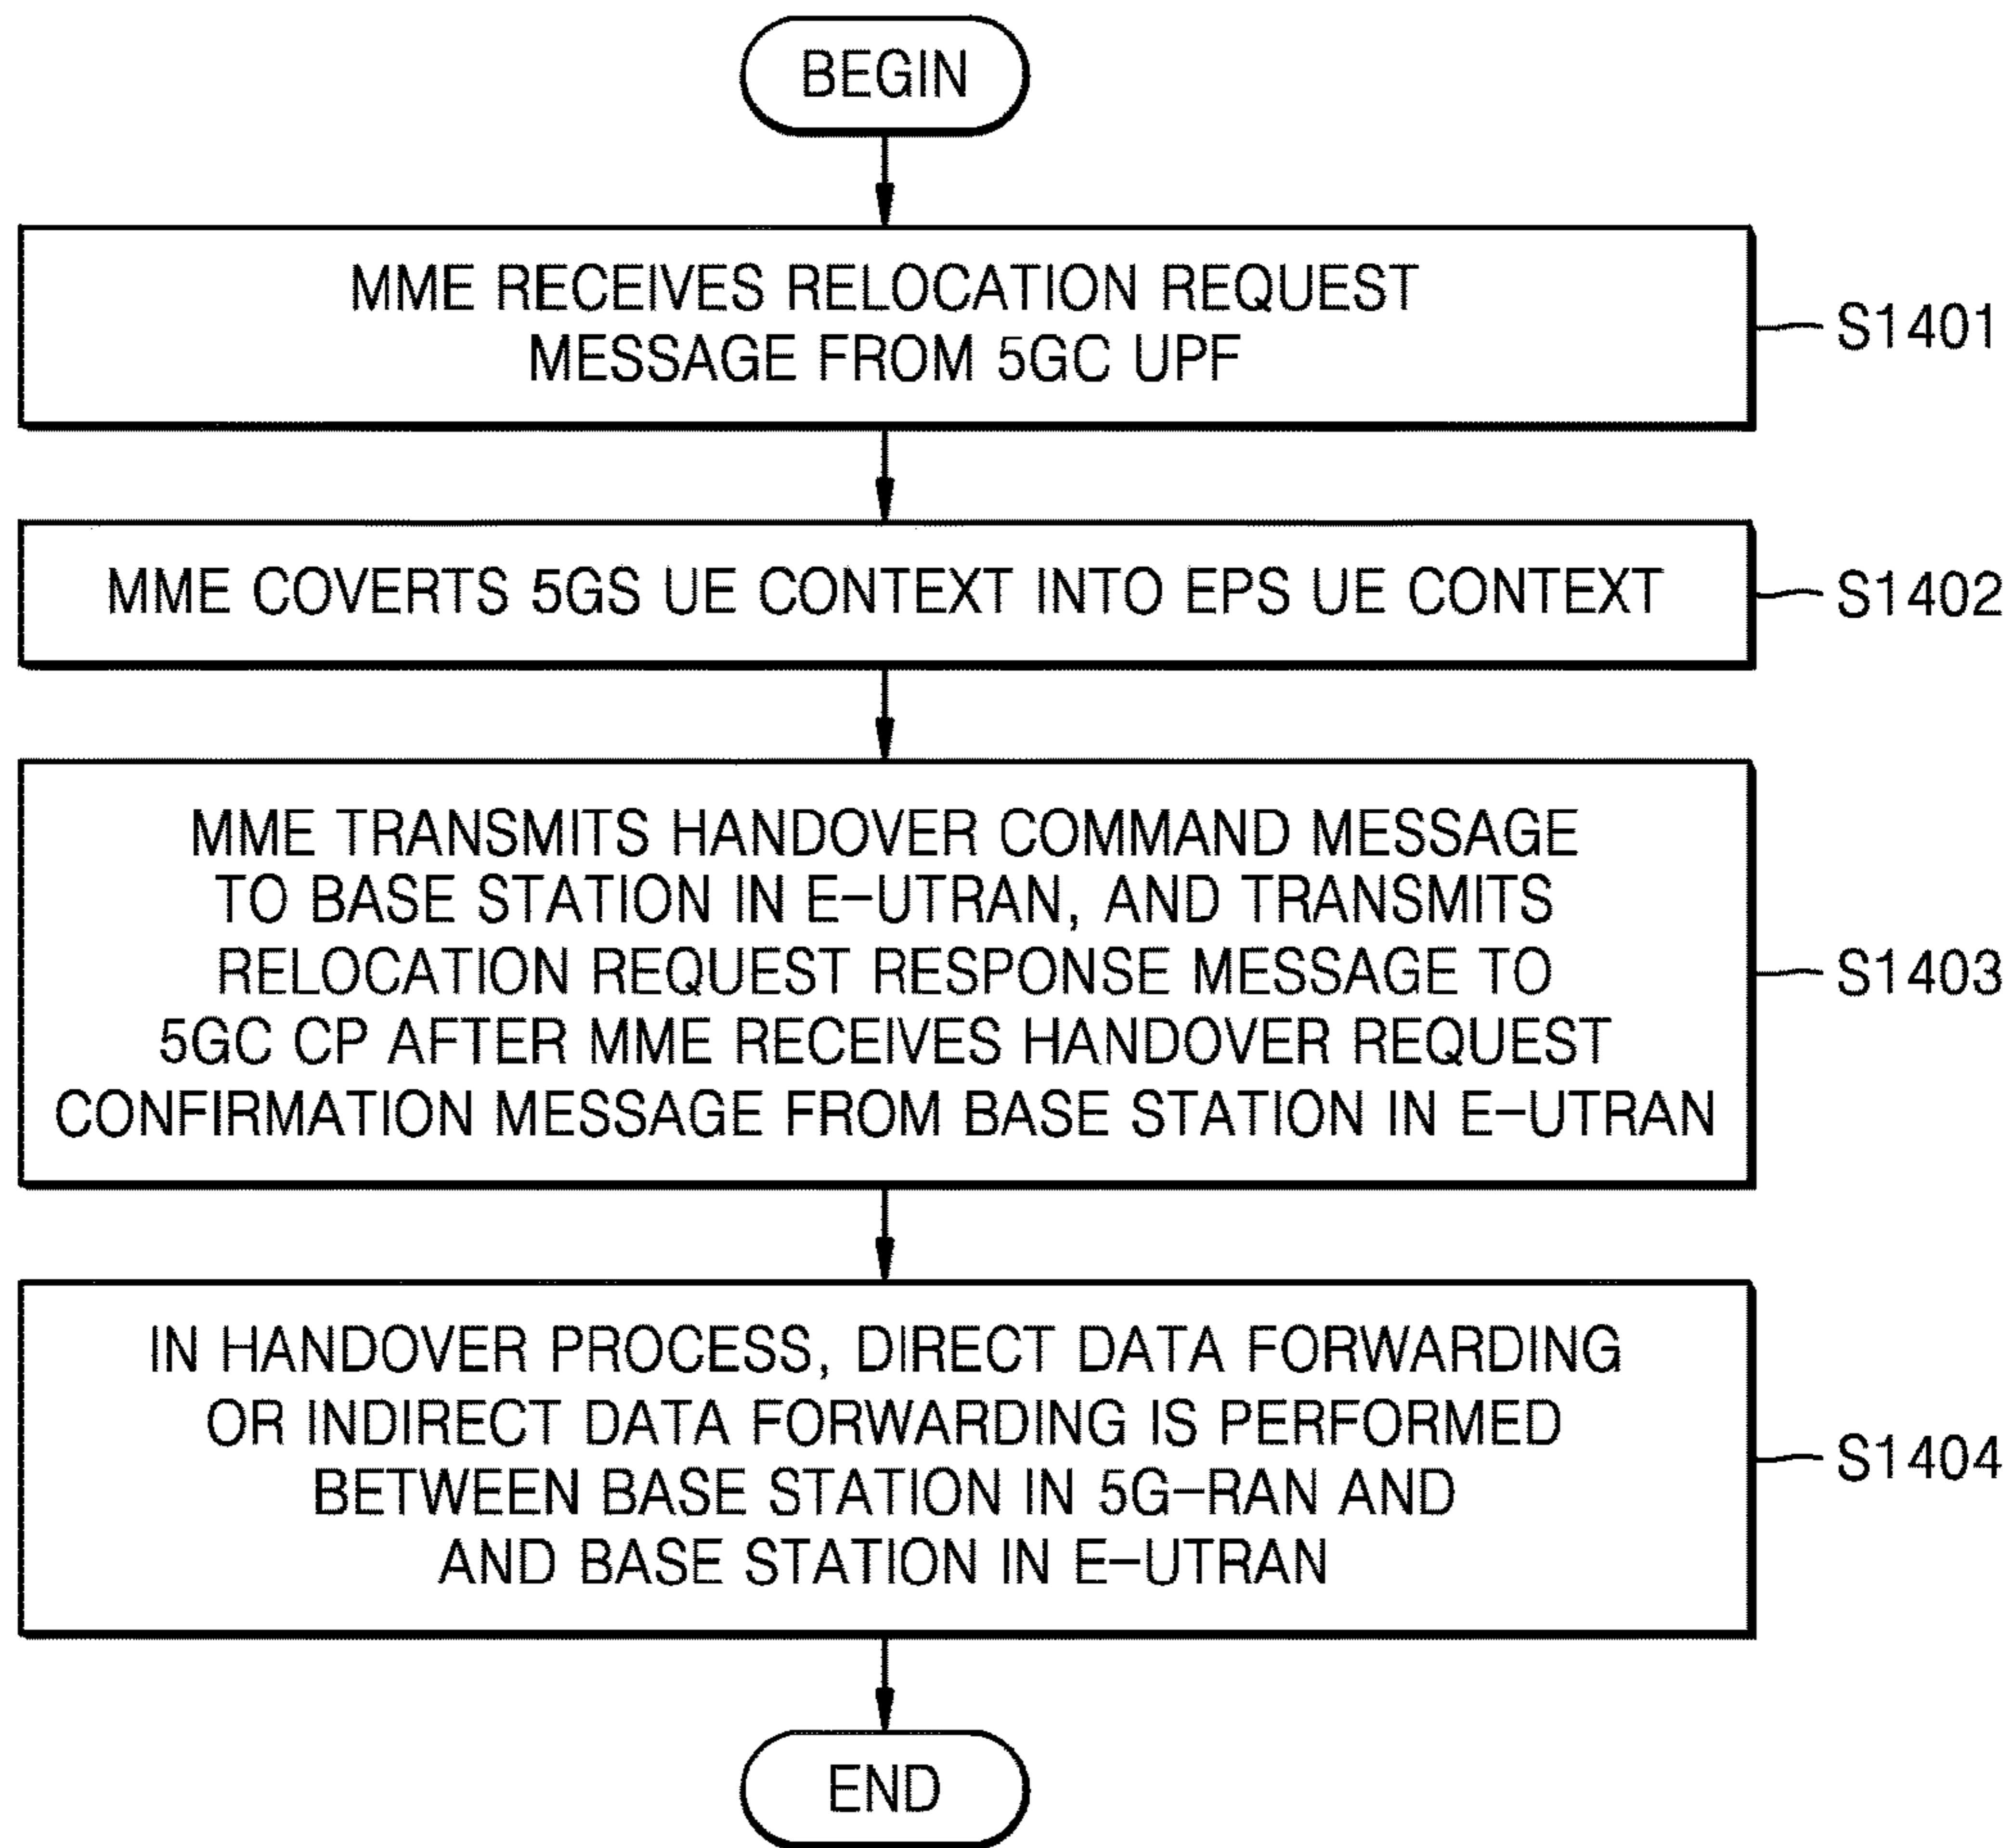 BEGIN
MME RECEIVES RELOCATION REQUEST
MESSAGE FROM 5GC UPF
S1401
MME COVERTS 5GS UE CONTEXT INTO EPS UE CONTEXT
S1402
MME TRANSMITS HANDOVER COMMAND MESSAGE
TO BASE STATION IN E-UTRAN, AND TRANSMITS
RELOCATION REQUEST RESPONSE MESSAGE TO
5GC CP AFTER MME RECEIVES HANDOVER REQUEST
CONFIRMATION MESSAGE FROM BASE STATION IN E-UTRAN
S1403
IN HANDOVER PROCESS, DIRECT DATA FORWARDING
OR INDIRECT DATA FORWARDING IS PERFORMED
BETWEEN BASE STATION IN 5G-RAN AND
AND BASE STATION IN E-UTRAN
S1404
END